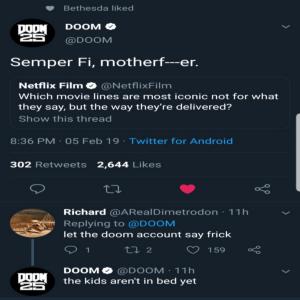 Bethesda liked
DOOM
25
DOOM
@DOOM
Semper Fi, motherf---er.
Netflix Film @NetflixFilm
Which movie lines are most iconic not for what
they say, but the way they're delivered?
Show this thread
8:36 PM · 05 Feb 19 · Twitter for Android
302 Retweets 2,644 Likes
Richard @ARealDimetrodon · 11h
Replying to @DOOM
let the doom account say frick
1 2 159
DOOM
25
DOOM @DOOM · 11h
the kids aren't in bed yet